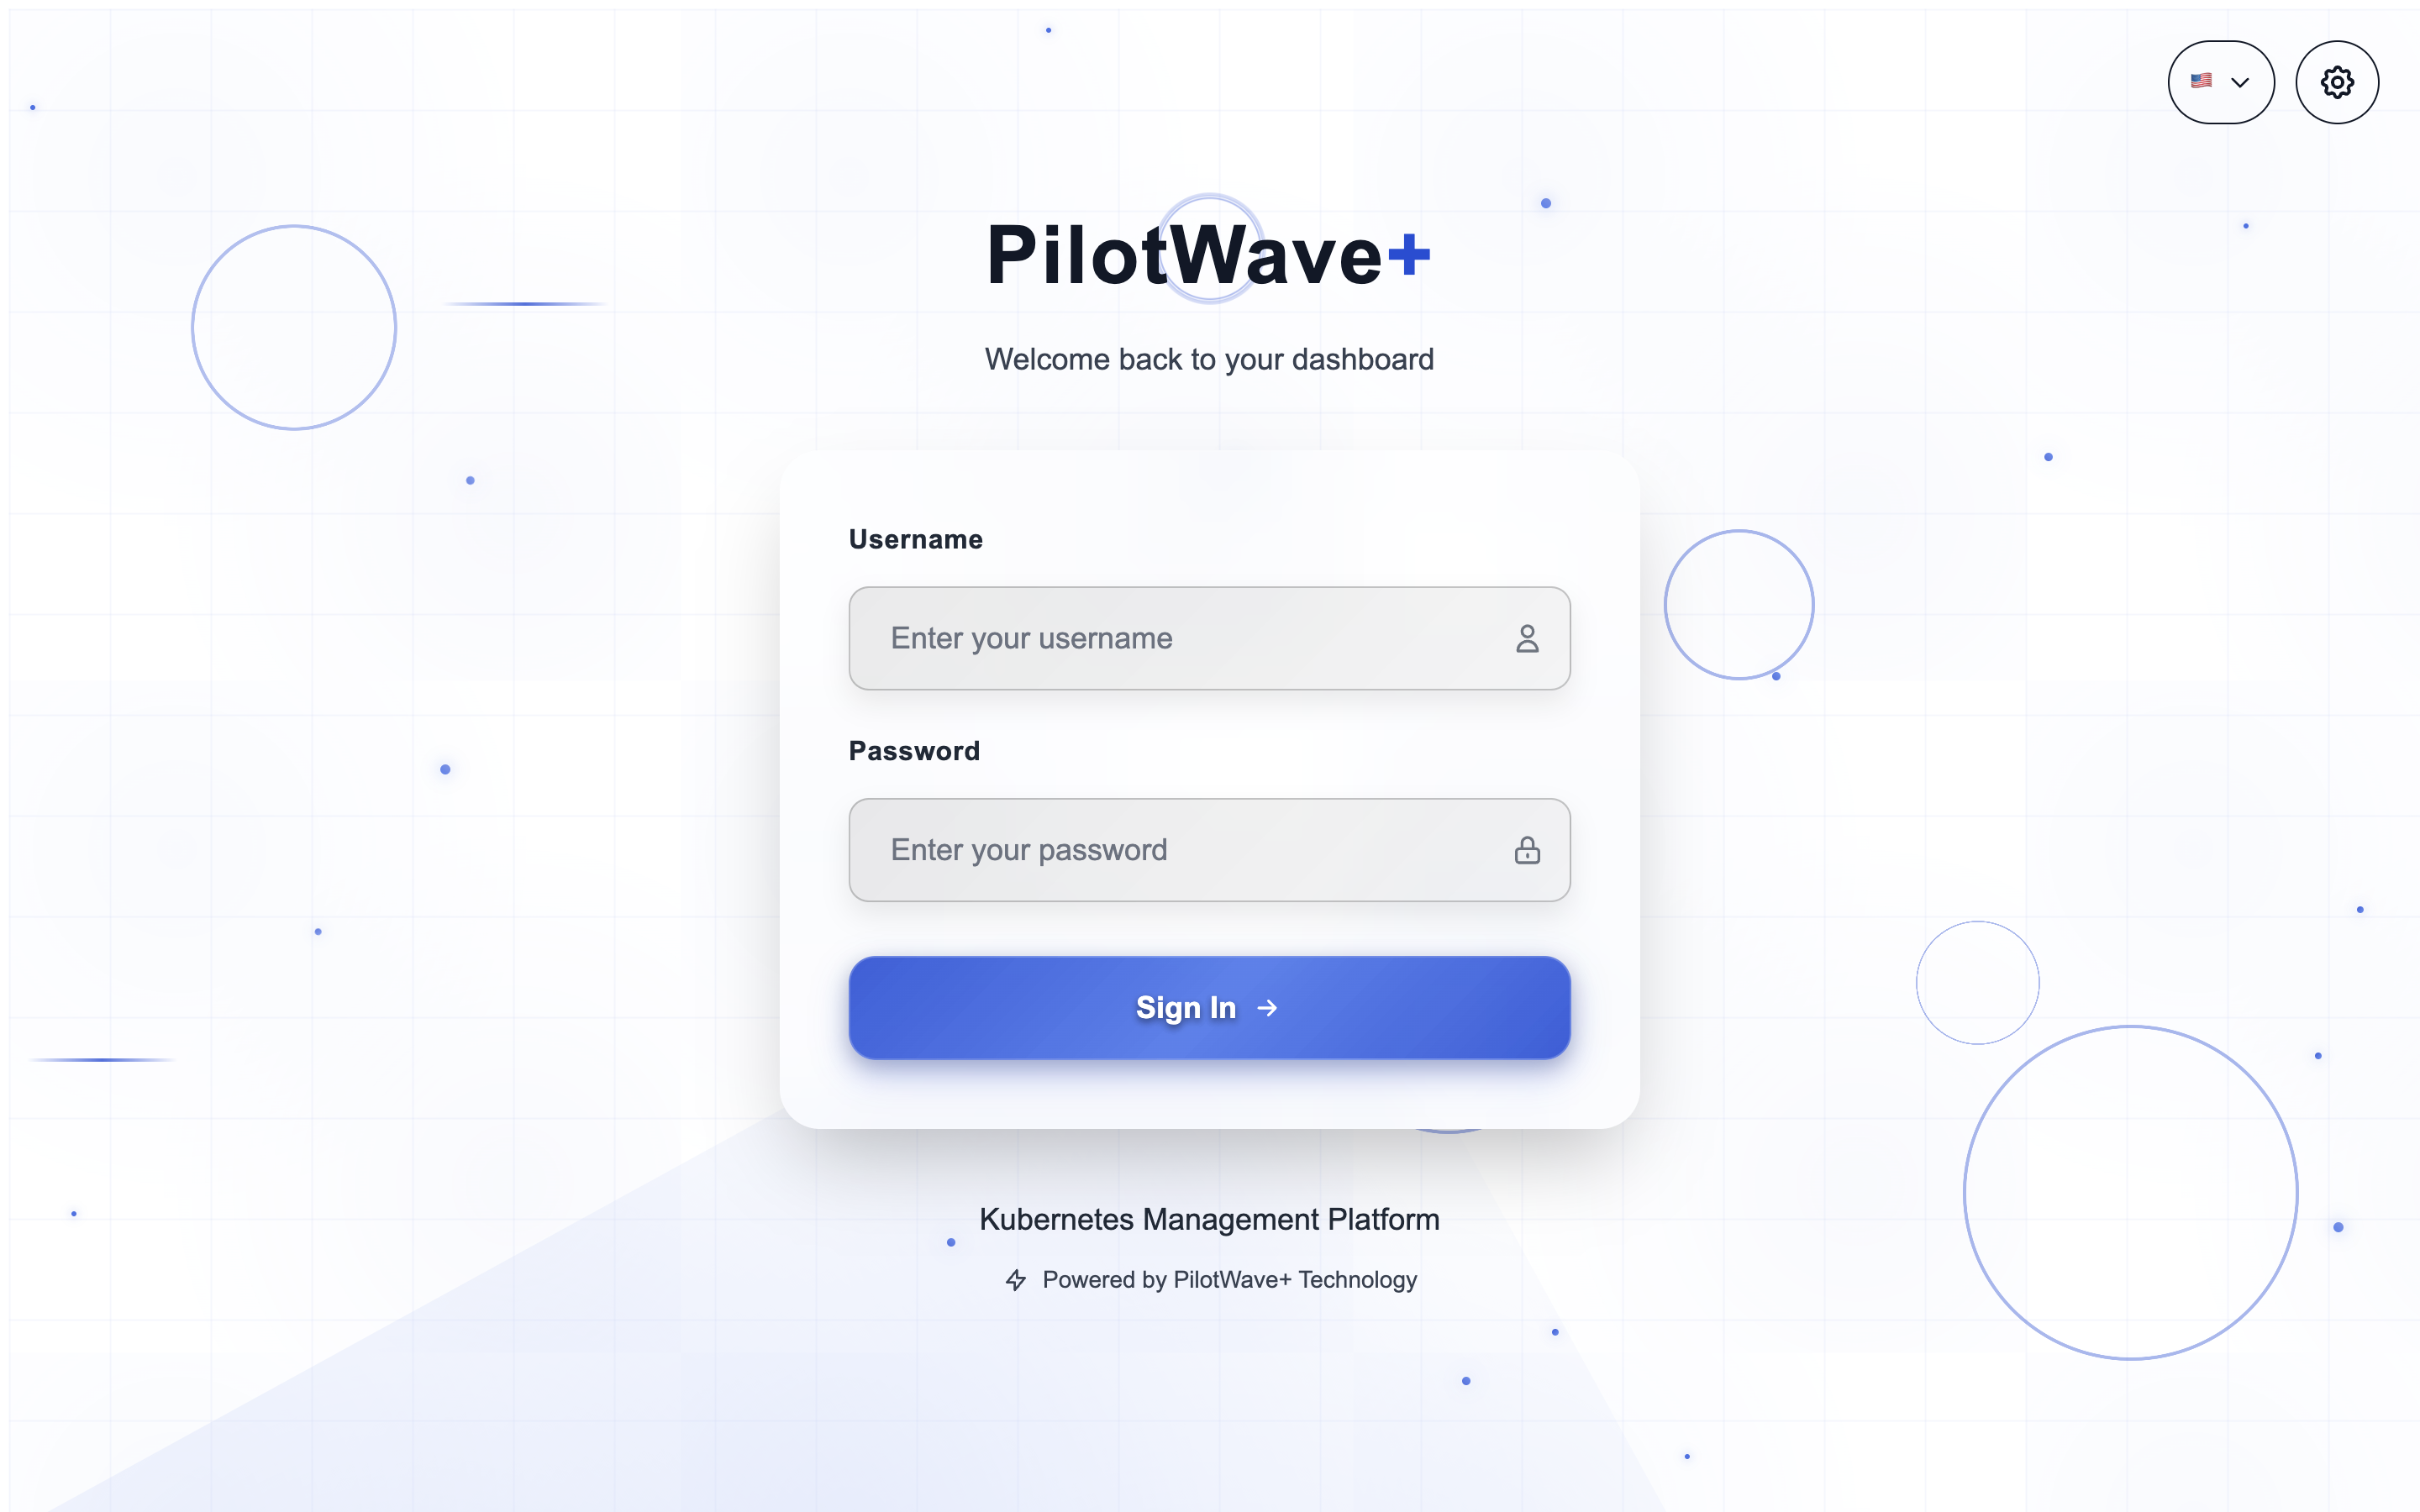 PilotWave+
Welcome back to your dashboard
Username
Enter your username
Password
Enter your password
Sign In
Kubernetes Management Platform
Powered by PilotWave+ Technology